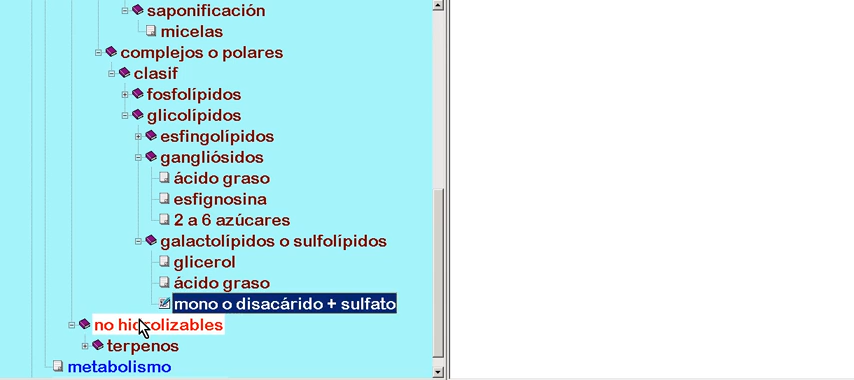 saponificación
micelas
complejos o polares
clasif
fosfolípidos
glicolípidos
esfingolípidos
gangliósidos
ácido graso
esfignosina
2 a 6 azúcares
galactolípidos o sulfolípidos
glicerol
ácido graso
mono o disacárido + sulfato
no hidrolizables
terpenos
metabolismo